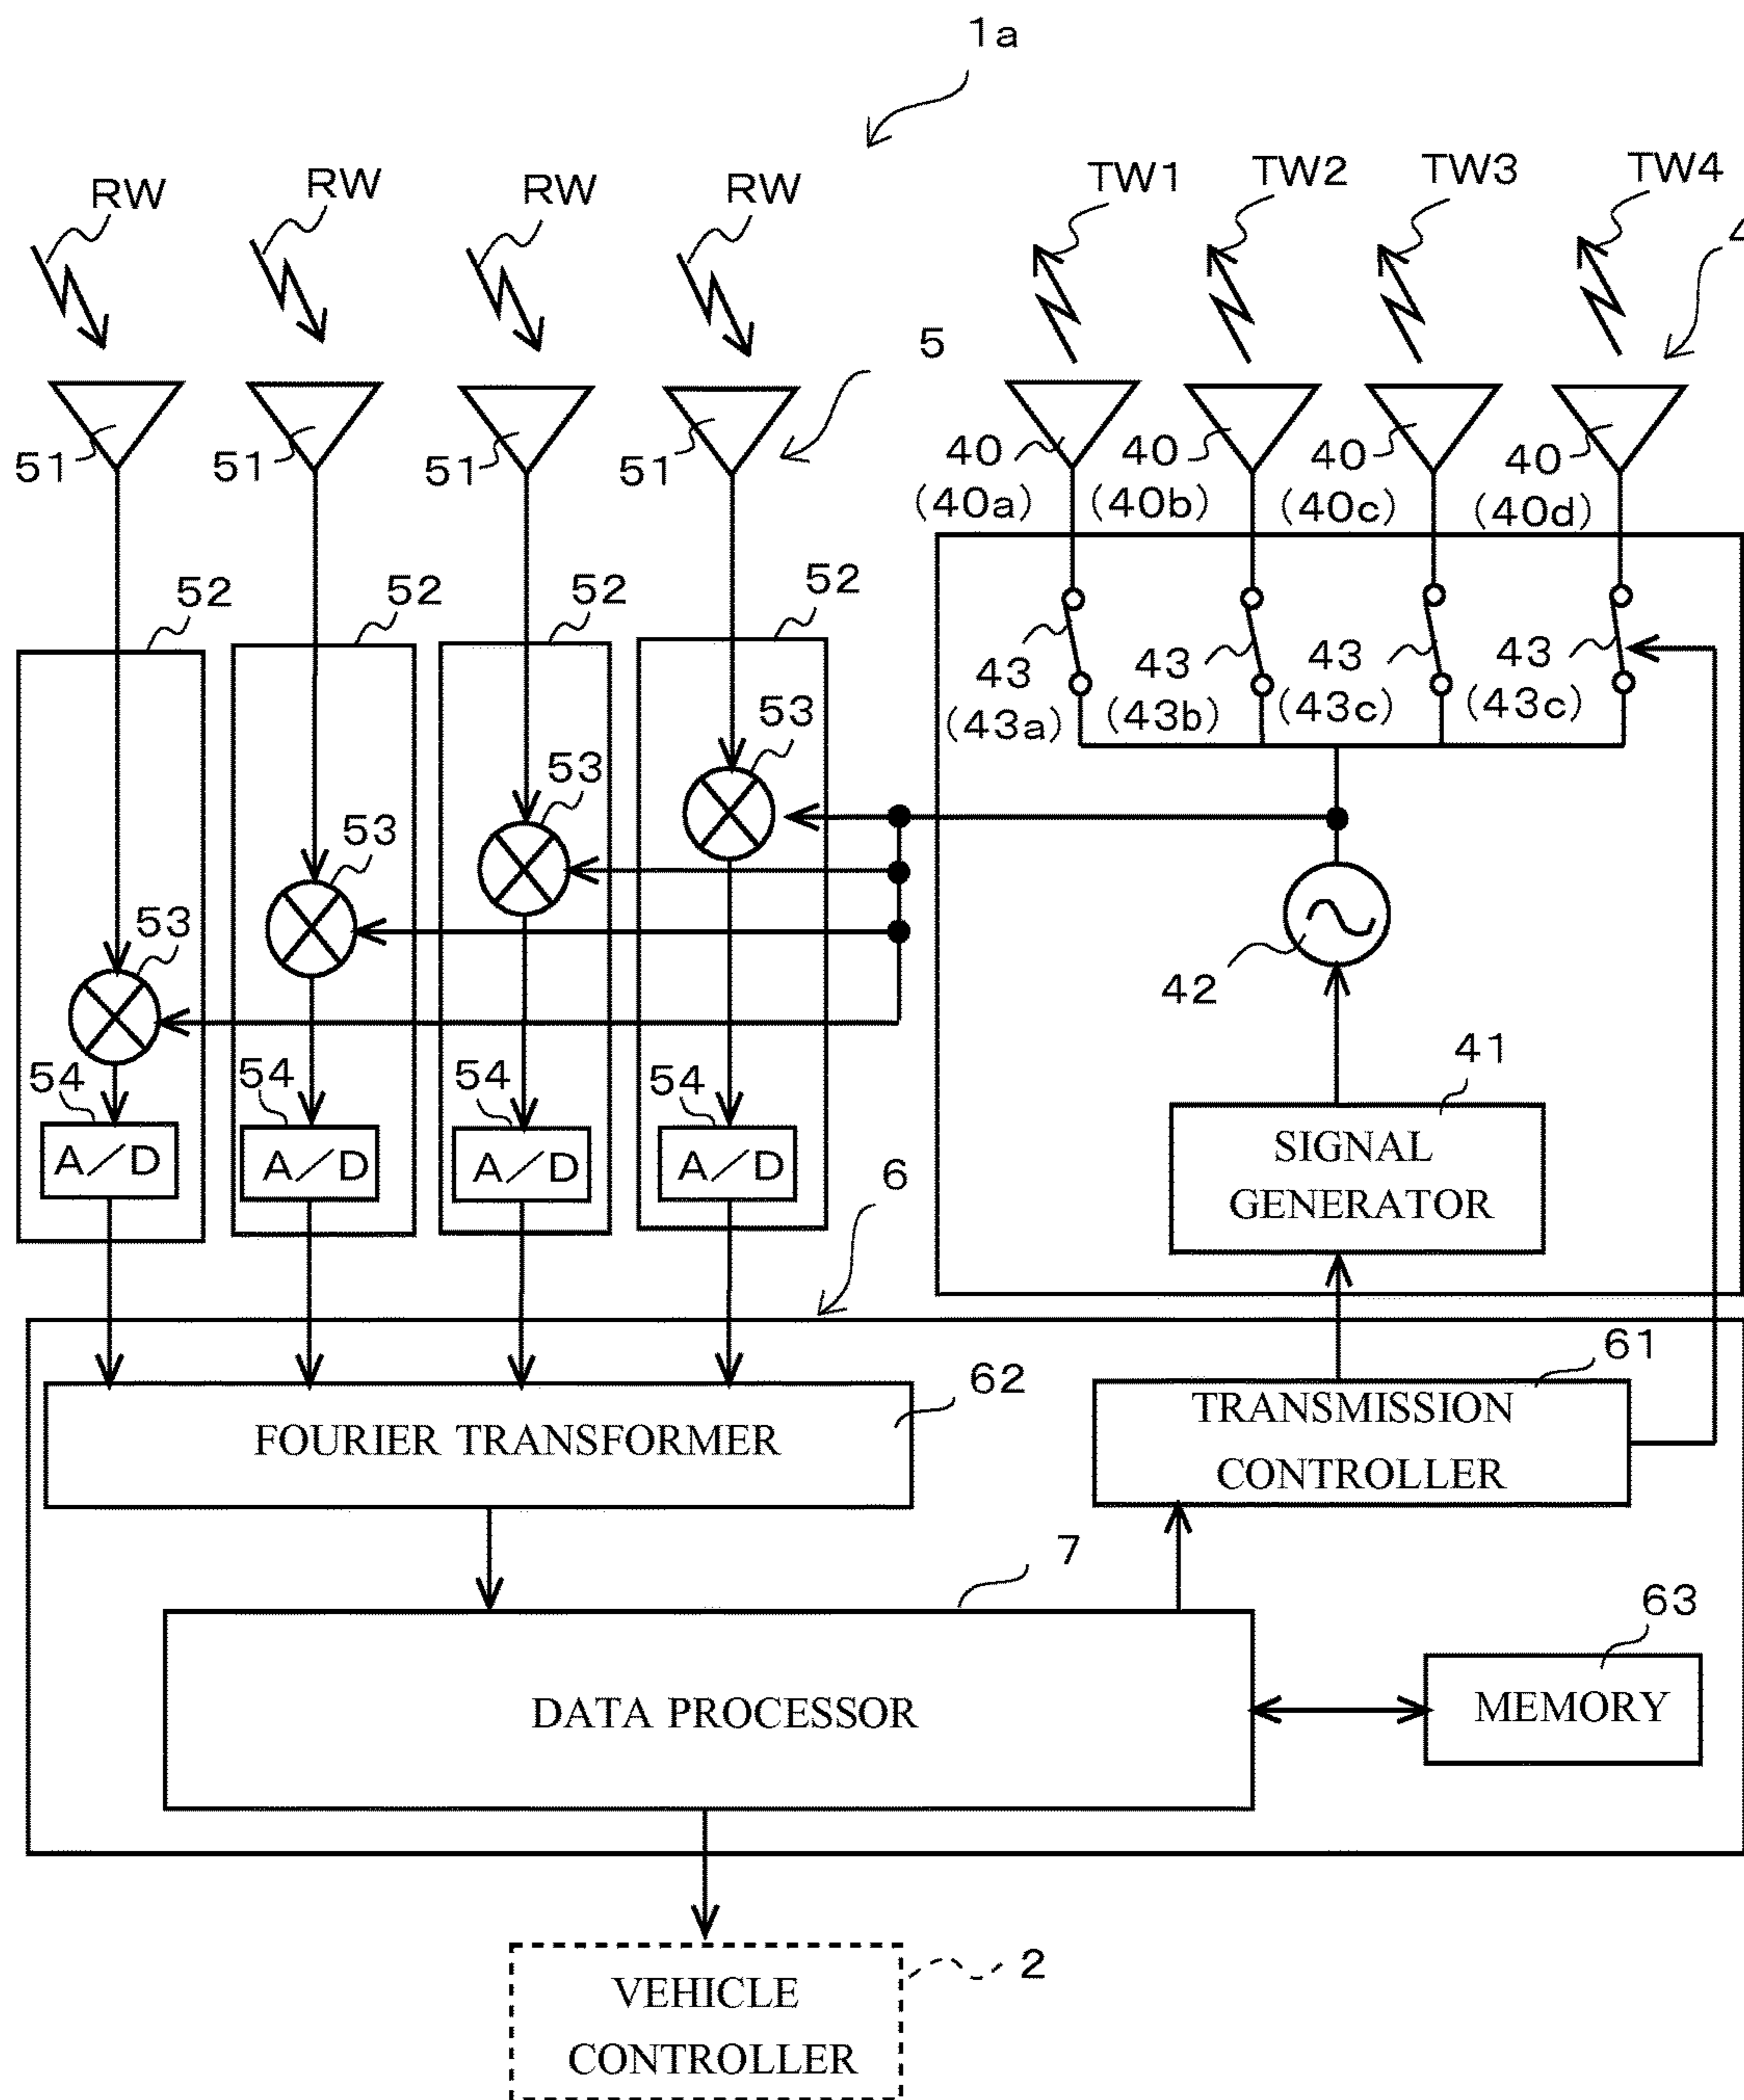 1a
RW RW RW RW TW1 TW2 TW3 TW4
4
5
51 51 51 51 40 40 40 40
(40a) (40b) (40c) (40d)
52 52 52 52
43 43 43 43
(43a) (43b) (43c) (43c)
53 53 53 53
42
41
54 54 54 54
A/D A/D A/D A/D
SIGNAL
GENERATOR
6
61
62
FOURIER TRANSFORMER
TRANSMISSION
CONTROLLER
7
63
DATA PROCESSOR
MEMORY
2
VEHICLE
CONTROLLER